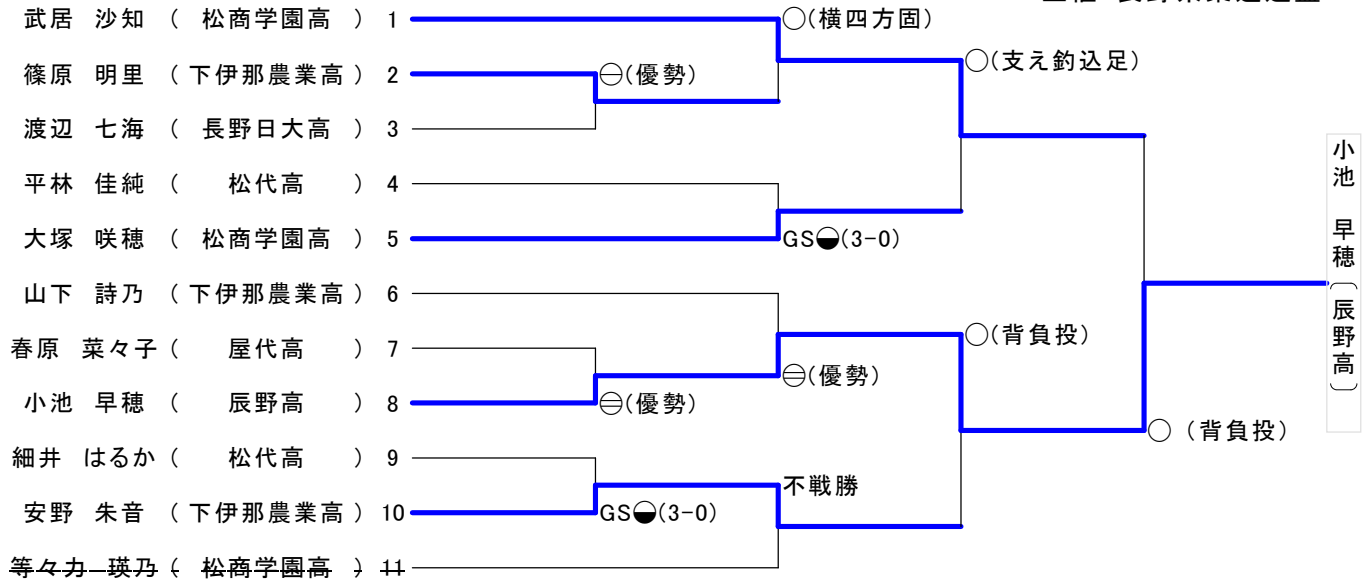 武居 沙知 ( 松商学園高 ) 1
○(横四方固)
○(支え釣込足)
篠原 明里 ( 下伊那農業高 ) 2
㊀(優勢)
渡辺 七海 ( 長野日大高 ) 3
平林 佳純 ( 松代高 ) 4
大塚 咲穂 ( 松商学園高 ) 5
GS◒(3-0)
山下 詩乃 ( 下伊那農業高 ) 6
○(背負投)
春原 菜々子 ( 屋代高 ) 7
㊀(優勢)
小池 早穂 ( 辰野高 ) 8
㊀(優勢)
○ (背負投)
細井 はるか ( 松代高 ) 9
不戦勝
安野 朱音 ( 下伊那農業高 ) 10
GS◒(3-0)
等々力 瑛乃 ( 松商学園高 ) 11
小池 早穂(辰野高)